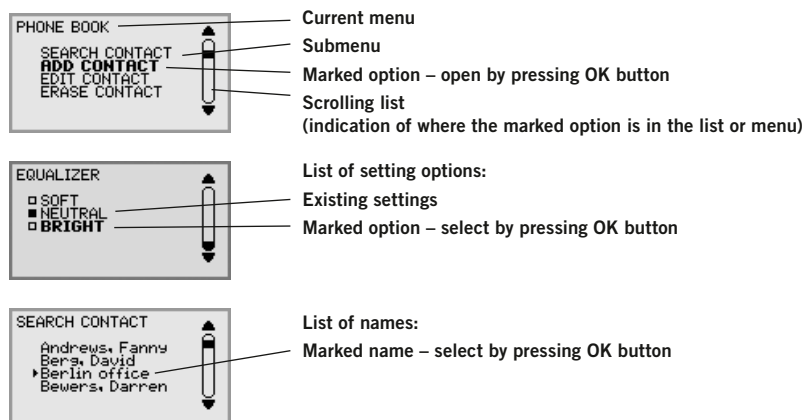 PHONE BOOK
SEARCH CONTACT
ADD CONTACT
EDIT CONTACT
ERASE CONTACT
Current menu
Submenu
Marked option – open by pressing OK button
Scrolling list
(indication of where the marked option is in the list or menu)
EQUALIZER
SOFT
NEUTRAL
BRIGHT
List of setting options:
Existing settings
Marked option – select by pressing OK button
SEARCH CONTACT
Andrews, Fanny
Berg, David
Berlin office
Bewers, Darren
List of names:
Marked name – select by pressing OK button